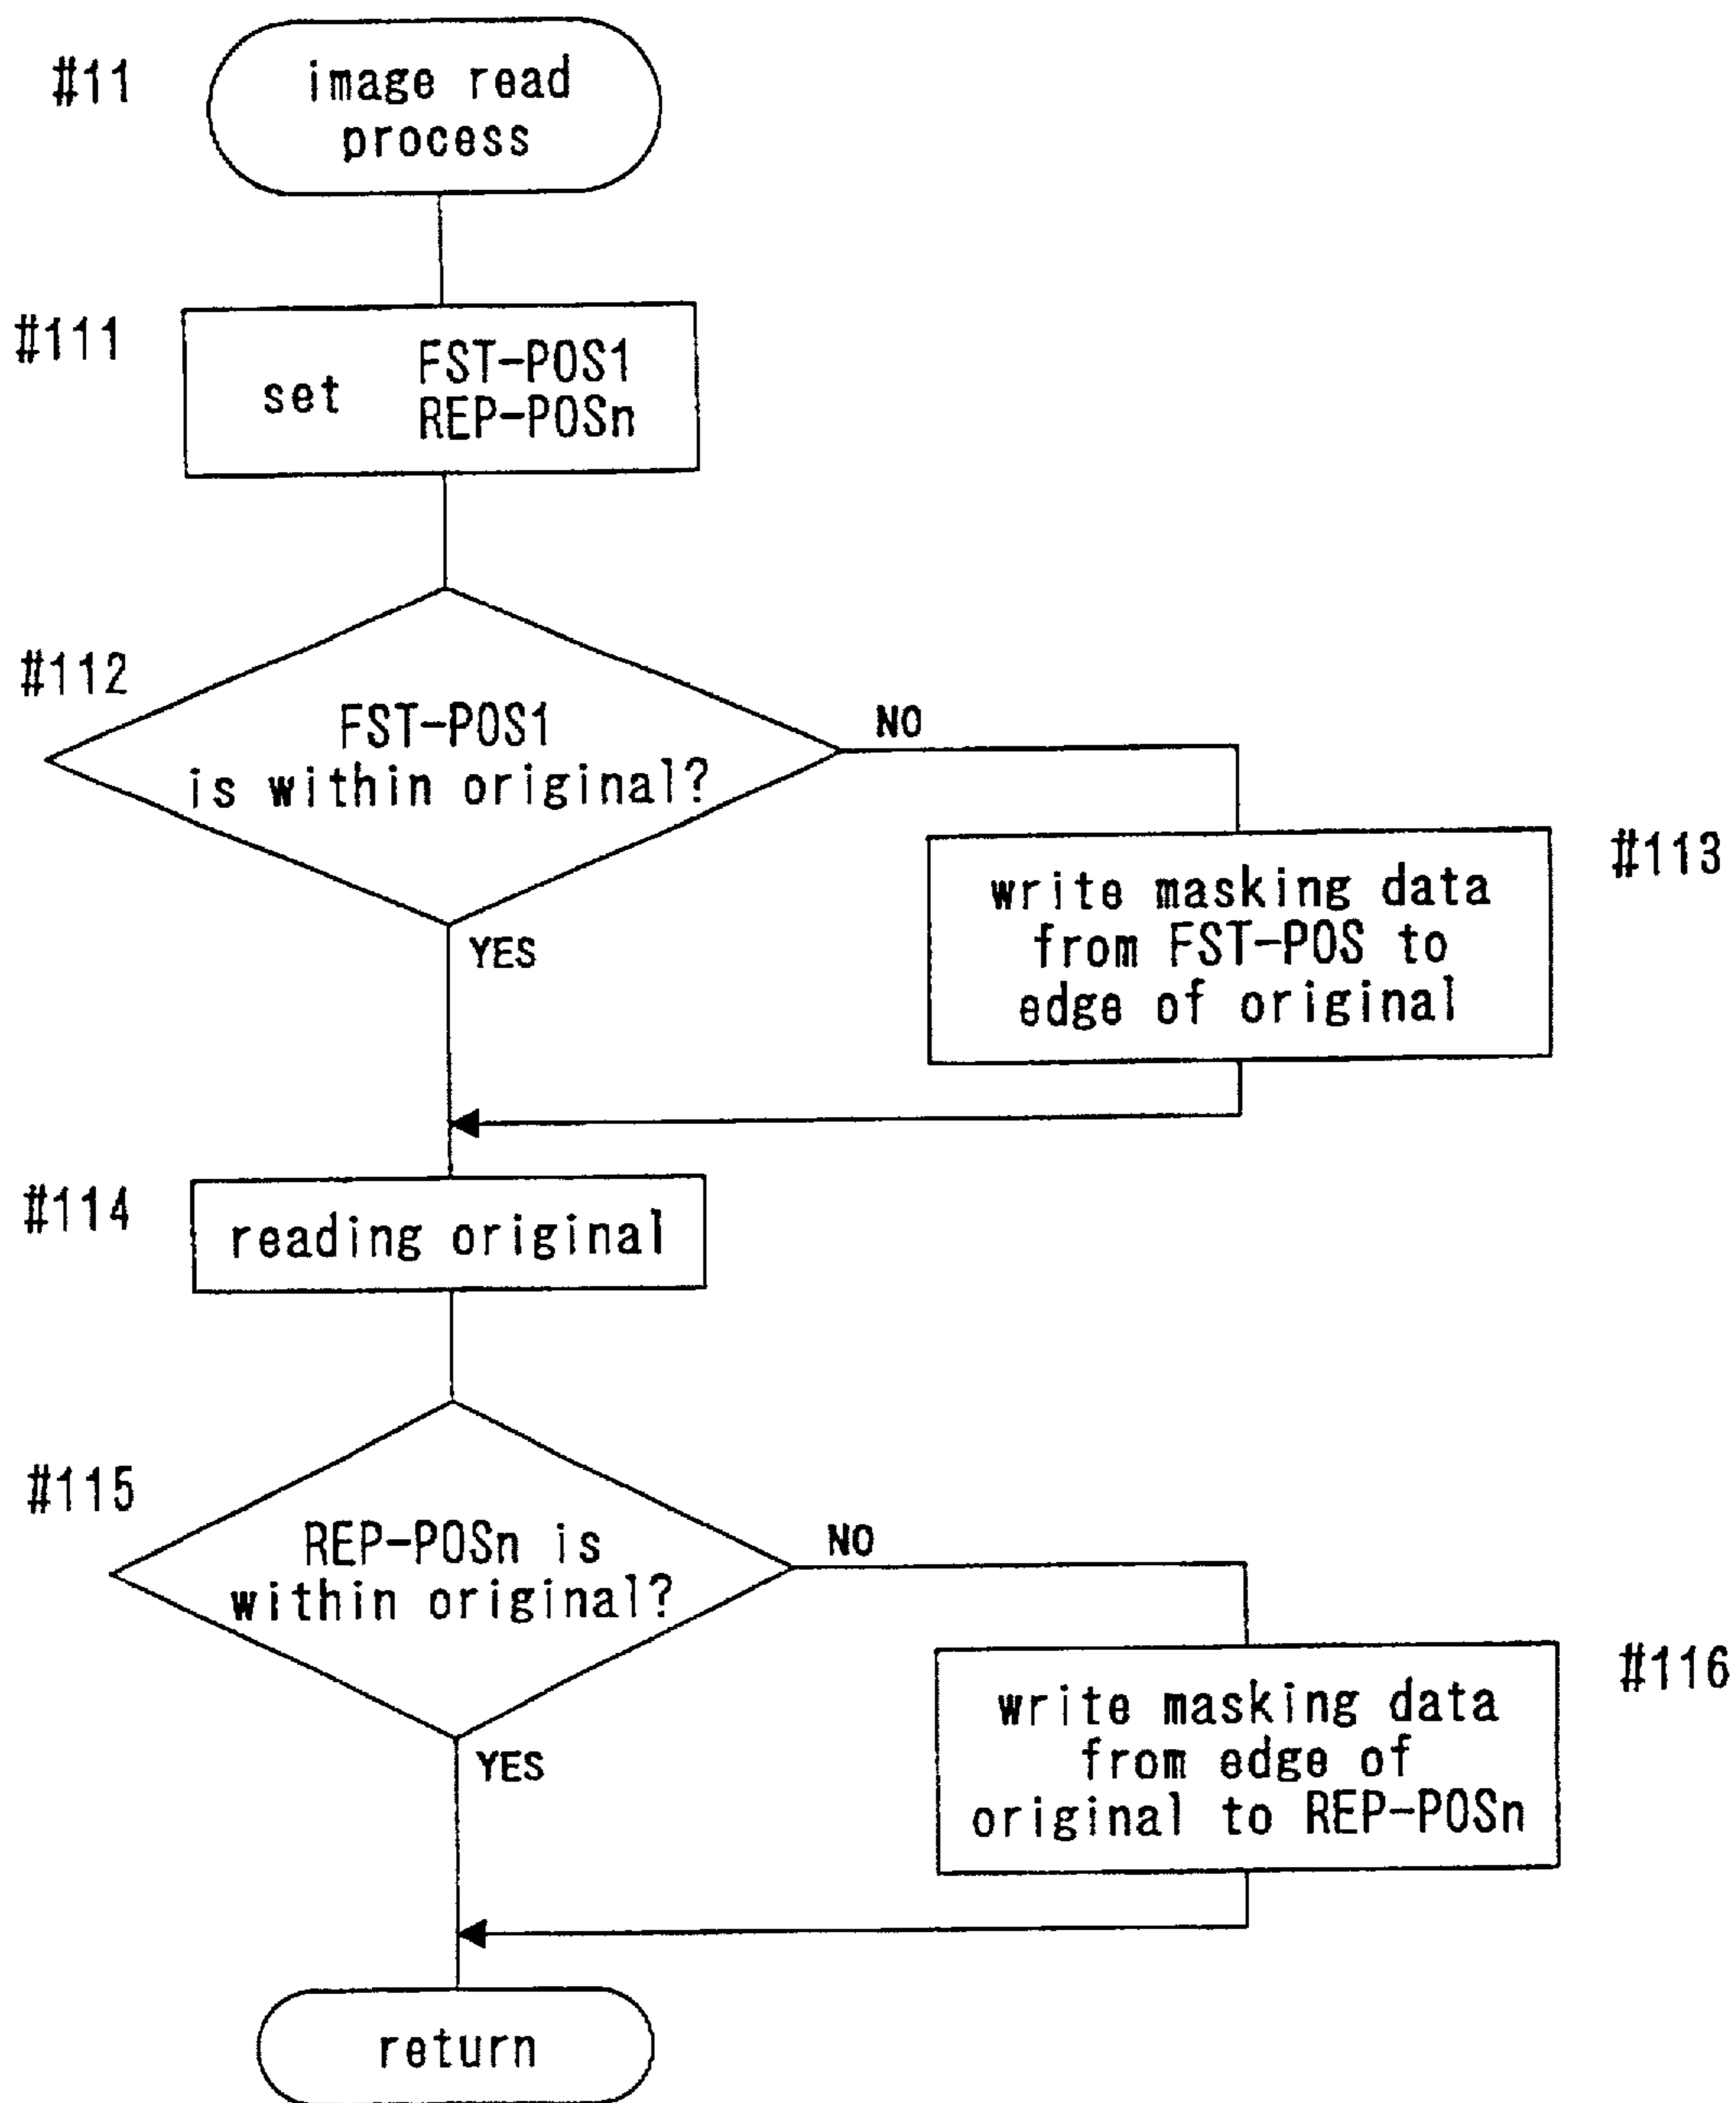 #11
image read
process
#111
set
FST-POS1
REP-POSn
#112
FST-POS1
is within original?
NO
YES
#113
write masking data
from FST-POS to
edge of original
#114
reading original
#115
REP-POSn is
within original?
NO
YES
#116
write masking data
from edge of
original to REP-POSn
return